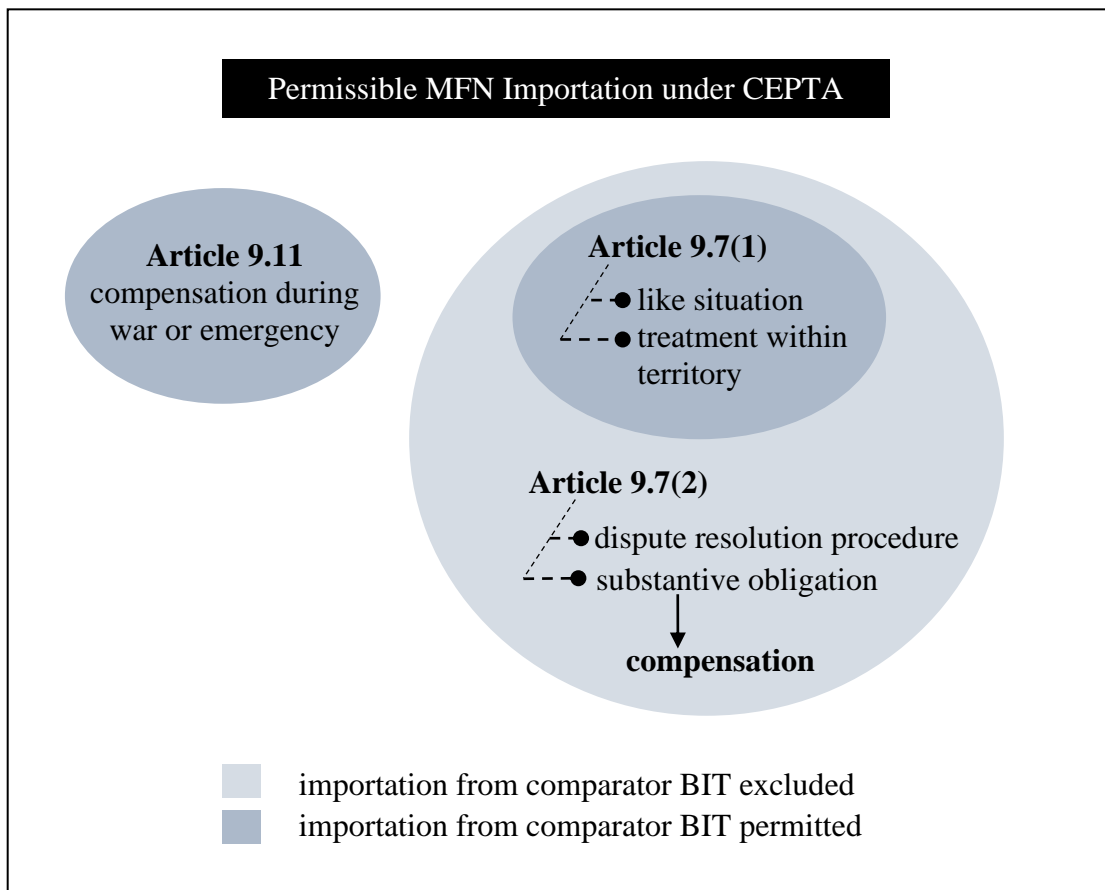 Permissible MFN Importation under CEPTA
Article 9.11
compensation during
war or emergency
Article 9.7(1)
like situation
treatment within
territory
Article 9.7(2)
dispute resolution procedure
substantive obligation
compensation
importation from comparator BIT excluded
importation from comparator BIT permitted